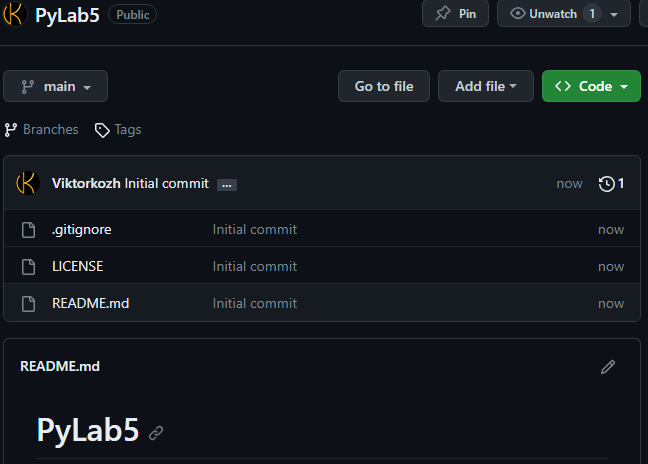 PyLab5 Public Pin Unwatch 1
main Go to file Add file Code
Branches Tags
Viktorkozh Initial commit ... now 1
.gitignore Initial commit now
LICENSE Initial commit now
README.md Initial commit now
README.md
PyLab5